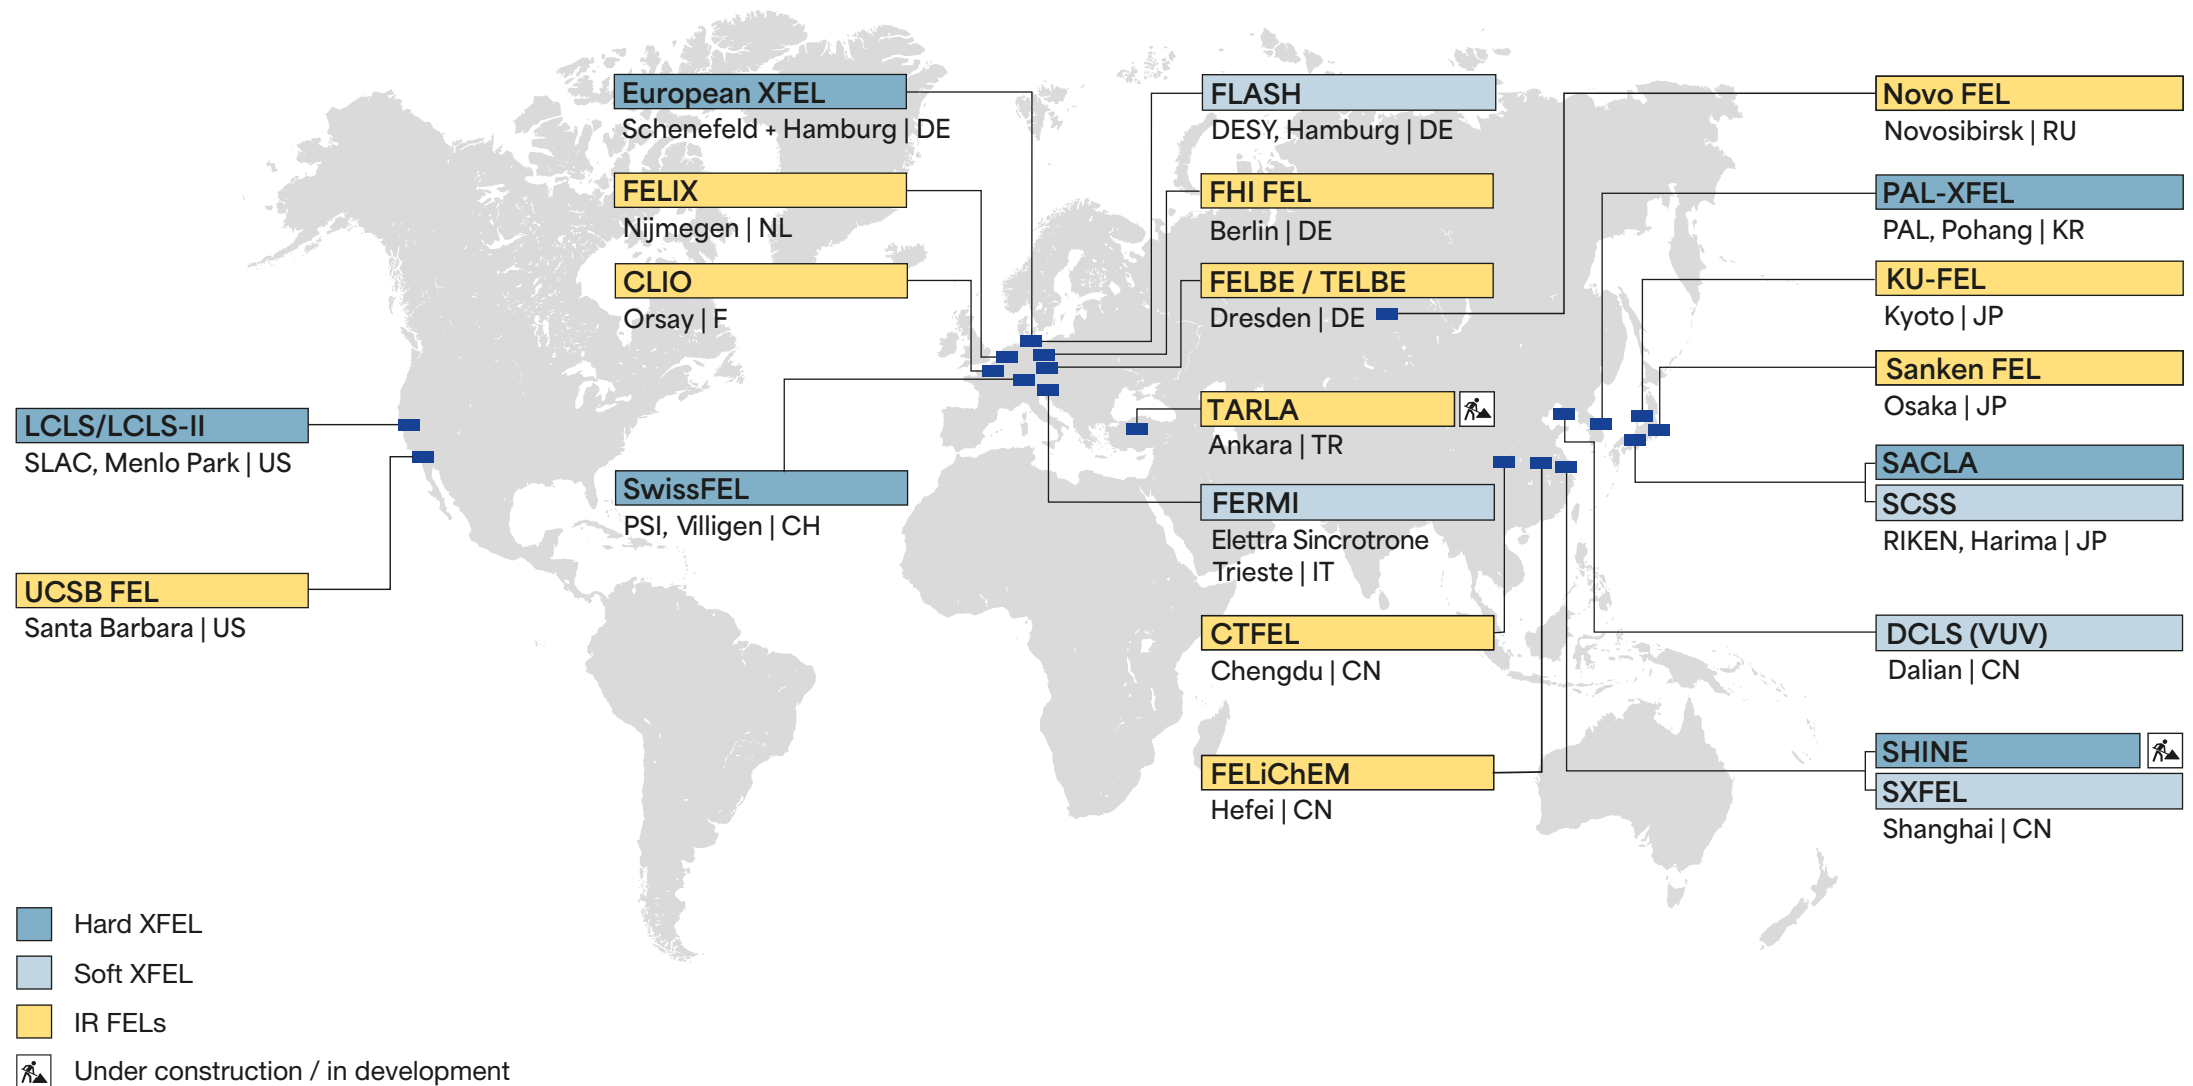 European XFEL
Schenefeld + Hamburg | DE
FELIX
Nijmegen | NL
CLIO
Orsay | F
LCLS/LCLS-II
SLAC, Menlo Park | US
UCSB FEL
Santa Barbara | US
SwissFEL
PSI, Villigen | CH
FLASH
DESY, Hamburg | DE
FHI FEL
Berlin | DE
FELBE / TELBE
Dresden | DE
TARLA
Ankara | TR
FERMI
Elettra Sincrotrone
Trieste | IT
CTFEL
Chengdu | CN
FELiChEM
Hefei | CN
Novo FEL
Novosibirsk | RU
PAL-XFEL
PAL, Pohang | KR
KU-FEL
Kyoto | JP
Sanken FEL
Osaka | JP
SACLA
SCSS
RIKEN, Harima | JP
DCLS (VUV)
Dalian | CN
SHINE
SXFEL
Shanghai | CN
Hard XFEL
Soft XFEL
IR FELs
Under construction / in development